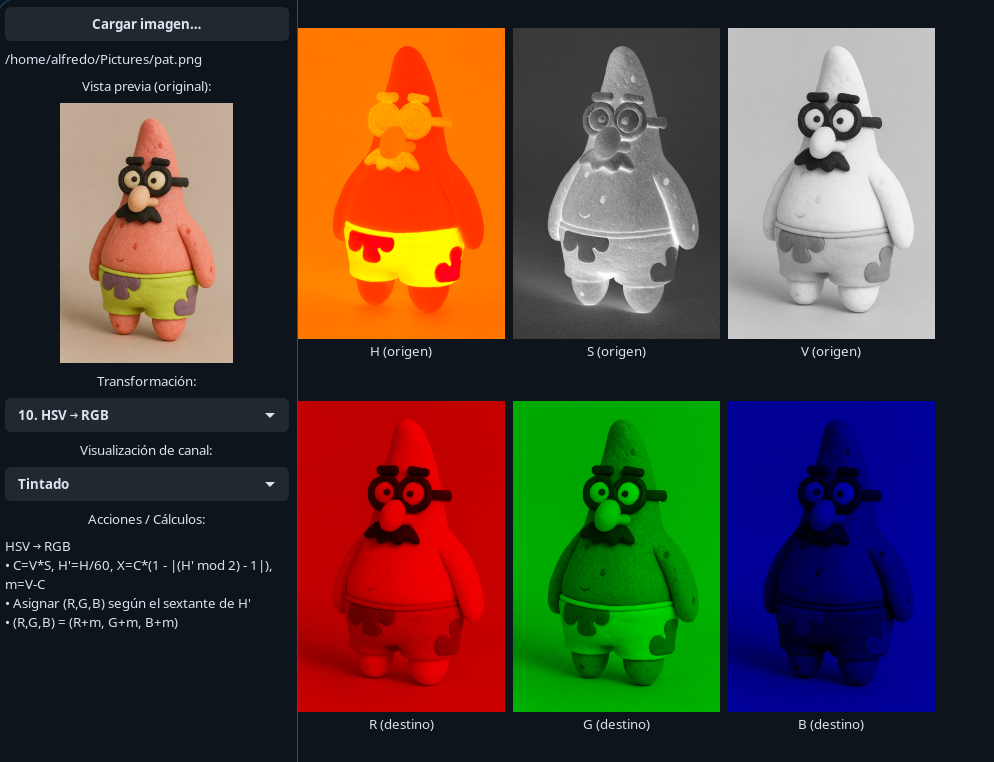 Cargar imagen...
/home/alfredo/Pictures/pat.png
Vista previa (original):
Transformación:
10. HSV → RGB
Visualización de canal:
Tintado
Acciones / Cálculos:
HSV → RGB
• C=V*S, H'=H/60, X=C*(1 - |(H' mod 2) - 1|),
m=V-C
• Asignar (R,G,B) según el sextante de H'
• (R,G,B) = (R+m, G+m, B+m)
H (origen)
S (origen)
V (origen)
R (destino)
G (destino)
B (destino)